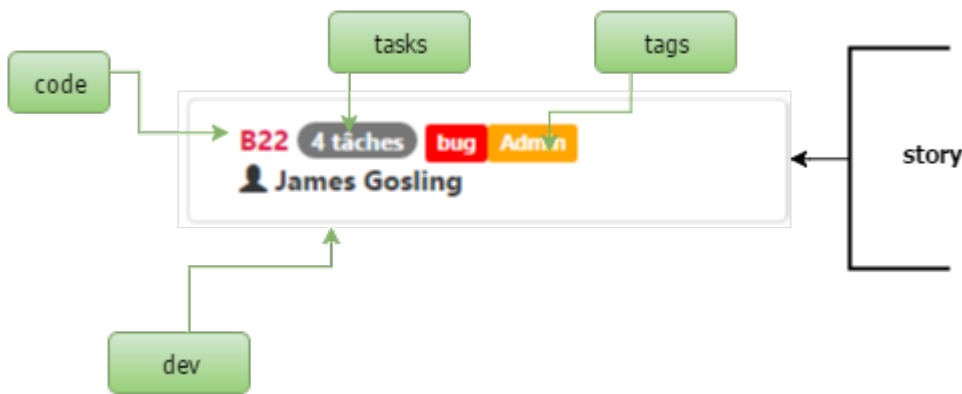 tasks
tags
code
B22 4 tâches bug Admin
story
James Gosling
dev